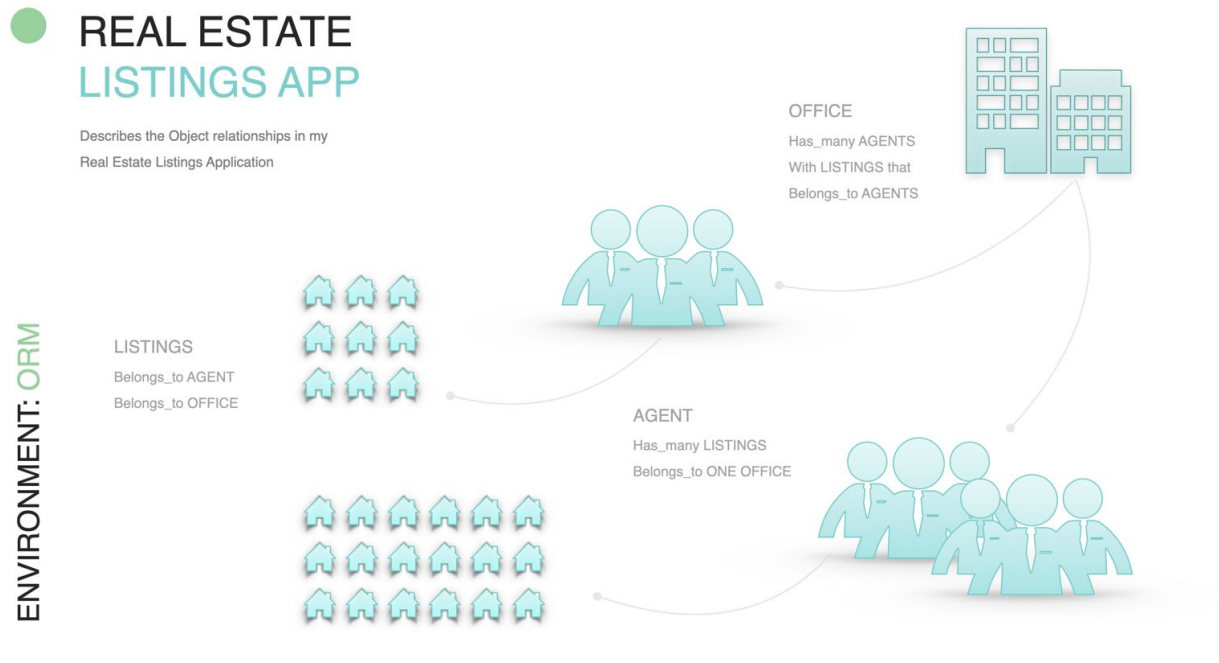 REAL ESTATE
LISTINGS APP
Describes the Object relationships in my
Real Estate Listings Application
OFFICE
Has_many AGENTS
With LISTINGS that
Belongs_to AGENTS
LISTINGS
Belongs_to AGENT
Belongs_to OFFICE
AGENT
Has_many LISTINGS
Belongs_to ONE OFFICE
ENVIRONMENT: ORM